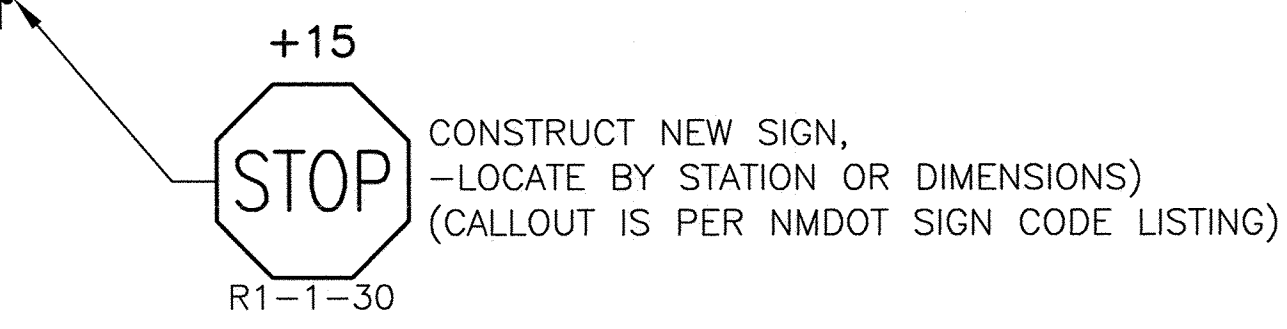 +15
STOP
CONSTRUCT NEW SIGN,
-LOCATE BY STATION OR DIMENSIONS)
(CALLOUT IS PER NMDOT SIGN CODE LISTING)
R1-1-30